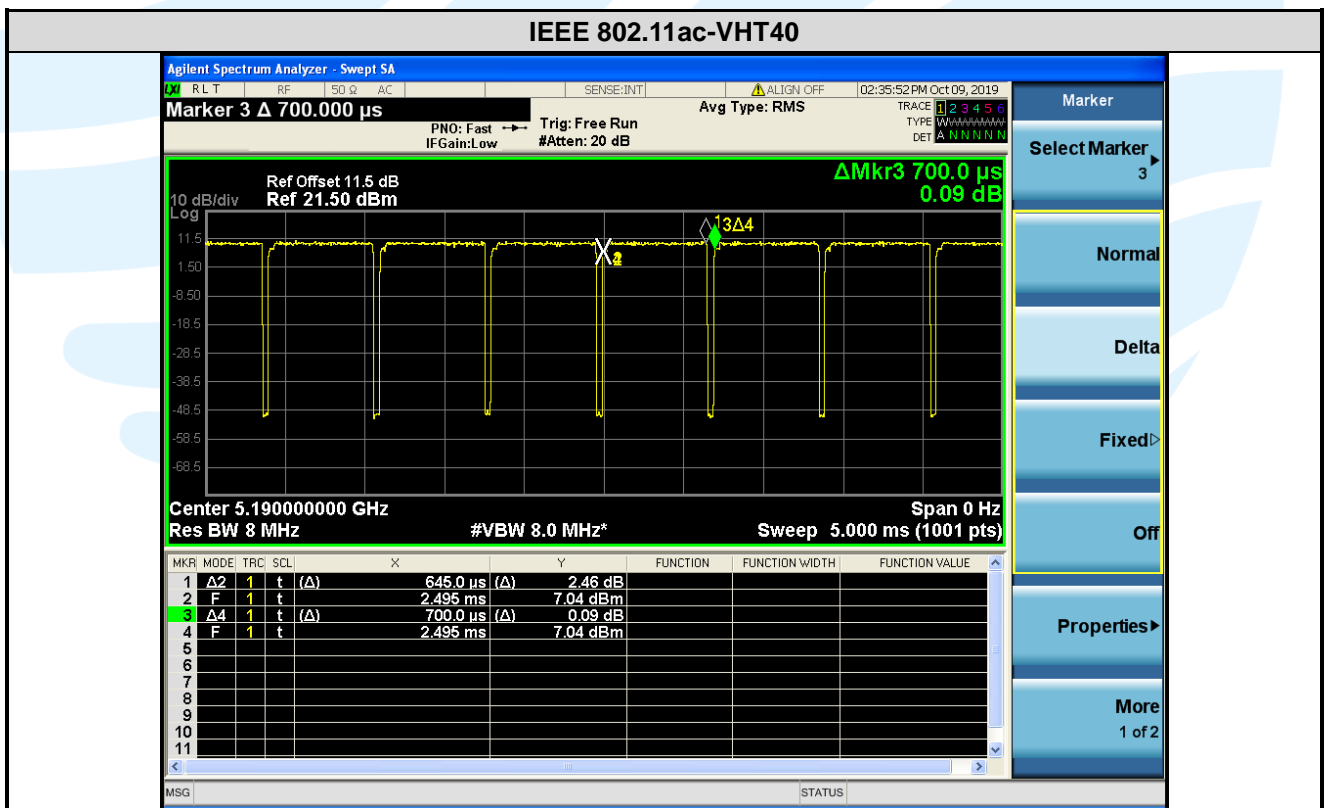 IEEE 802.11ac-VHT40
Agilent Spectrum Analyzer - Swept SA
LXI R L T RF 50 Ω AC SENSE:INT ALIGN OFF 02:35:52 PM Oct 09, 2019
Marker 3 Δ 700.000 µs
PNO: Fast
IFGain:Low
Trig: Free Run
#Atten: 20 dB
Avg Type: RMS
TRACE 1 2 3 4 5 6
TYPE W
DET A N N N N N
Marker
Select Marker
3
Normal
Delta
Fixed
Off
Properties
More
1 of 2
ΔMkr3 700.0 µs
0.09 dB
Ref Offset 11.5 dB
10 dB/div Ref 21.50 dBm
Log
11.5
1.50
-8.50
-18.5
-28.5
-38.5
-48.5
-58.5
-68.5
1 3Δ4
Center 5.190000000 GHz Span 0 Hz
Res BW 8 MHz #VBW 8.0 MHz* Sweep 5.000 ms (1001 pts)
MKR MODE TRC SCL X Y FUNCTION FUNCTION WIDTH FUNCTION VALUE
1 Δ2 1 t (Δ) 645.0 µs (Δ) 2.46 dB
2 F 1 t 2.495 ms 7.04 dBm
3 Δ4 1 t (Δ) 700.0 µs (Δ) 0.09 dB
4 F 1 t 2.495 ms 7.04 dBm
5
6
7
8
9
10
11
MSG STATUS